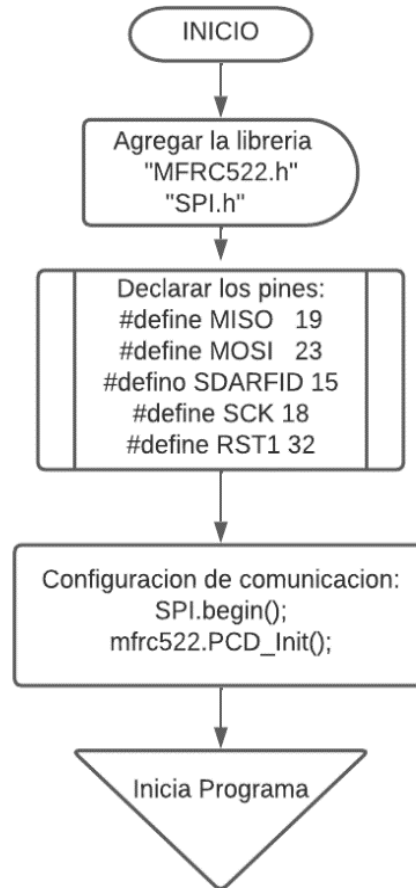 INICIO
Agregar la libreria
"MFRC522.h"
"SPI.h"
Declarar los pines:
#define MISO 19
#define MOSI 23
#defino SDARFID 15
#define SCK 18
#define RST1 32
Configuracion de comunicacion:
SPI.begin();
mfrc522.PCD_Init();
Inicia Programa